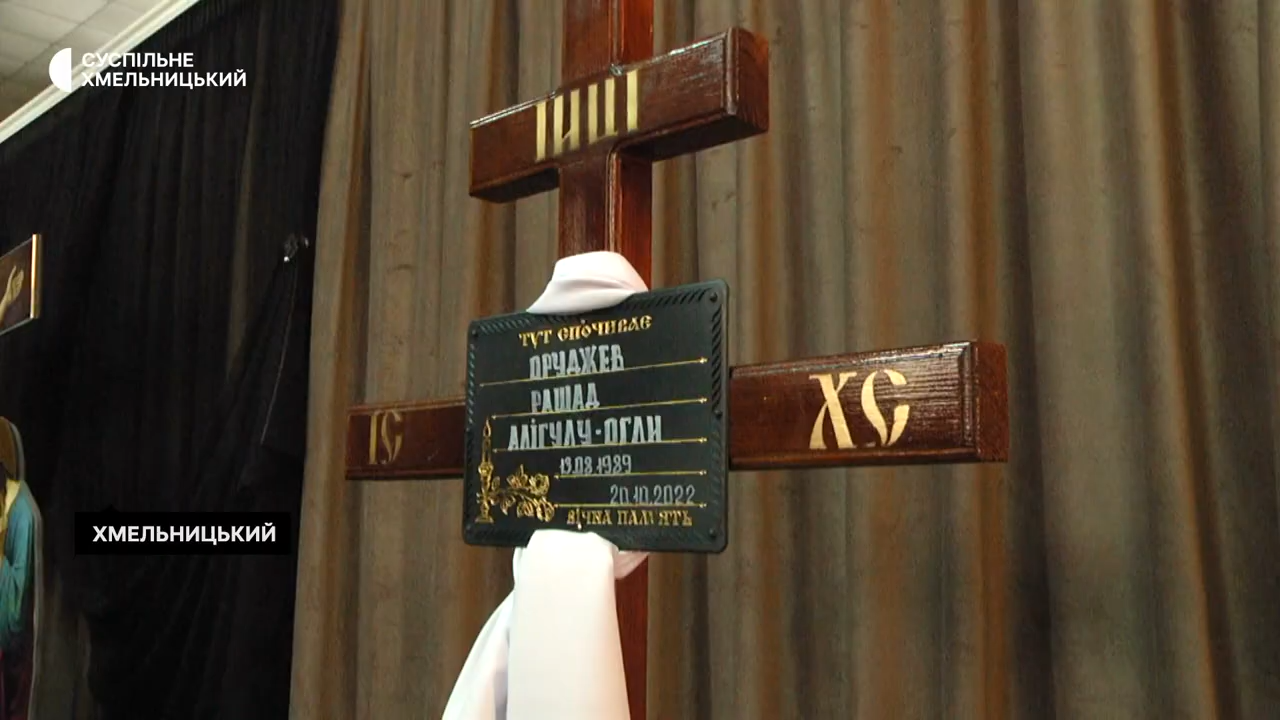 СУСПІЛЬНЕ
ХМЕЛЬНИЦЬКИЙ
ІНЦІ
ІС
ХС
ТУТ СПОЧИВАЄ
ОРУДЖЕВ
РАШАД
АЛІГУЛУ-ОГЛИ
13.08.1989
20.10.2022
ВІЧНА ПАМ'ЯТЬ
ХМЕЛЬНИЦЬКИЙ